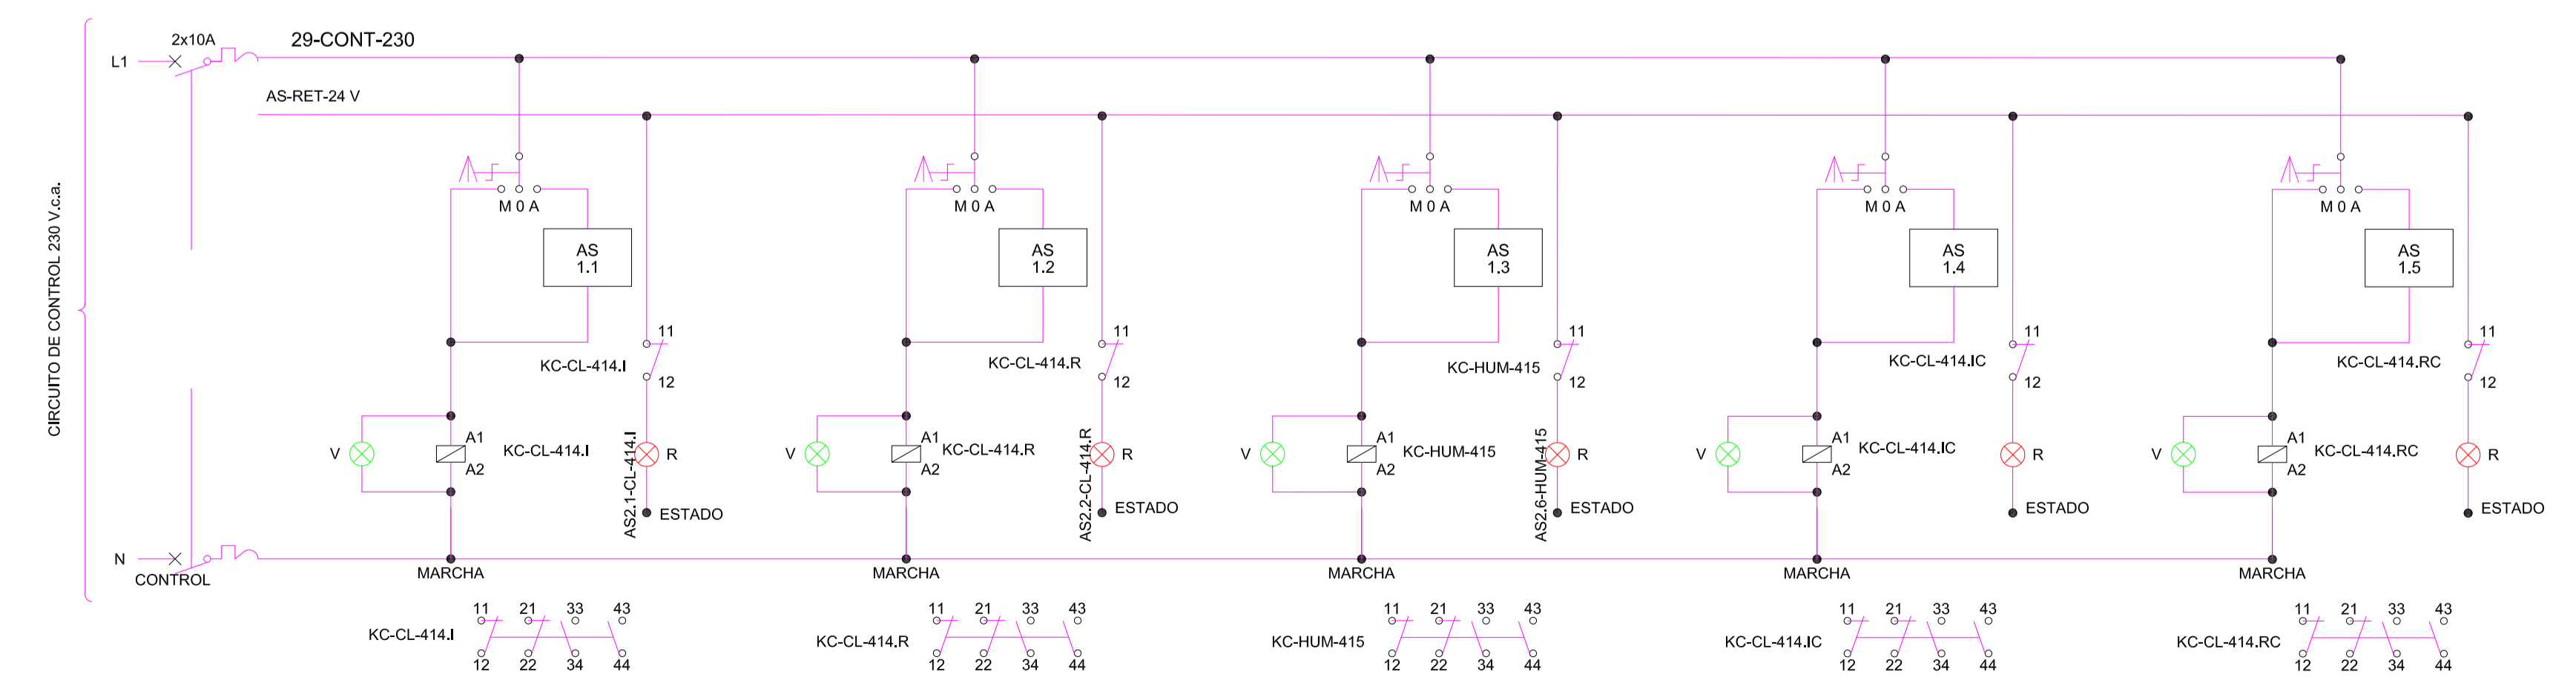 CIRCUITO DE CONTROL 230 V.c.a.
2x10A
29-CONT-230
L1
AS-RET-24 V
M 0 A
AS
1.1
11
KC-CL-414.I
12
V
A1
A2
KC-CL-414.I
AS2.1-CL-414.I
R
ESTADO
MARCHA
M 0 A
AS
1.2
11
KC-CL-414.R
12
V
A1
A2
KC-CL-414.R
AS2.2-CL-414.R
R
ESTADO
MARCHA
M 0 A
AS
1.3
11
KC-HUM-415
12
V
A1
A2
KC-HUM-415
AS2.6-HUM-415
R
ESTADO
MARCHA
M 0 A
AS
1.4
11
KC-CL-414.IC
12
V
A1
A2
KC-CL-414.IC
R
ESTADO
MARCHA
M 0 A
AS
1.5
11
KC-CL-414.RC
12
V
A1
A2
KC-CL-414.RC
R
ESTADO
MARCHA
N
CONTROL
11 21 33 43
KC-CL-414.I
12 22 34 44
11 21 33 43
KC-CL-414.R
12 22 34 44
11 21 33 43
KC-HUM-415
12 22 34 44
11 21 33 43
KC-CL-414.IC
12 22 34 44
11 21 33 43
KC-CL-414.RC
12 22 34 44